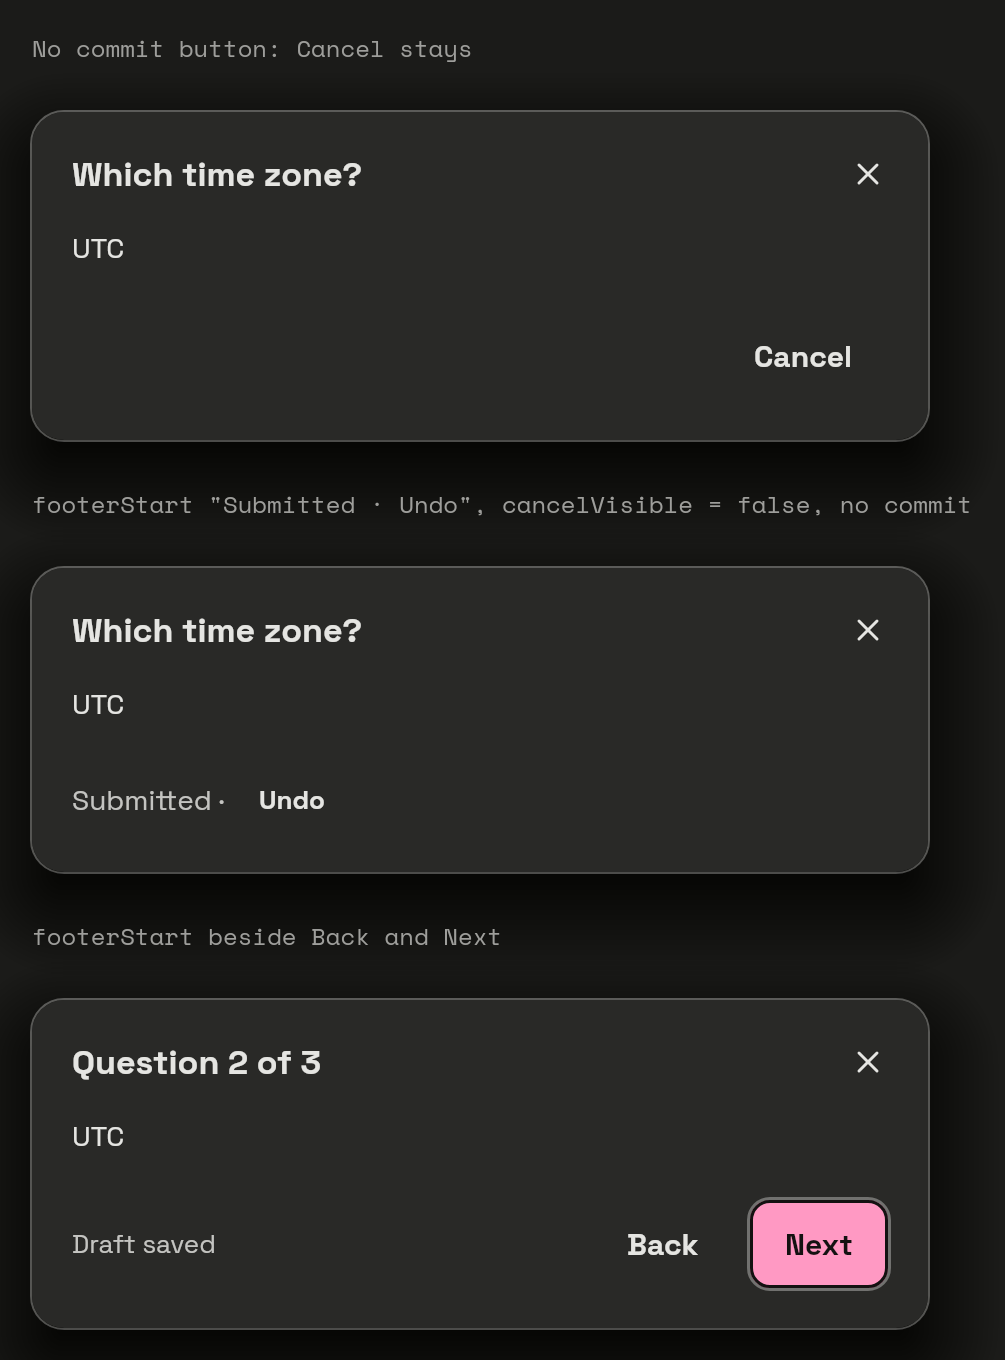 No commit button: Cancel stays
Which time zone?
UTC
Cancel
footerStart "Submitted · Undo", cancelVisible = false, no commit
Which time zone?
UTC
Submitted · Undo
footerStart beside Back and Next
Question 2 of 3
UTC
Draft saved Back Next